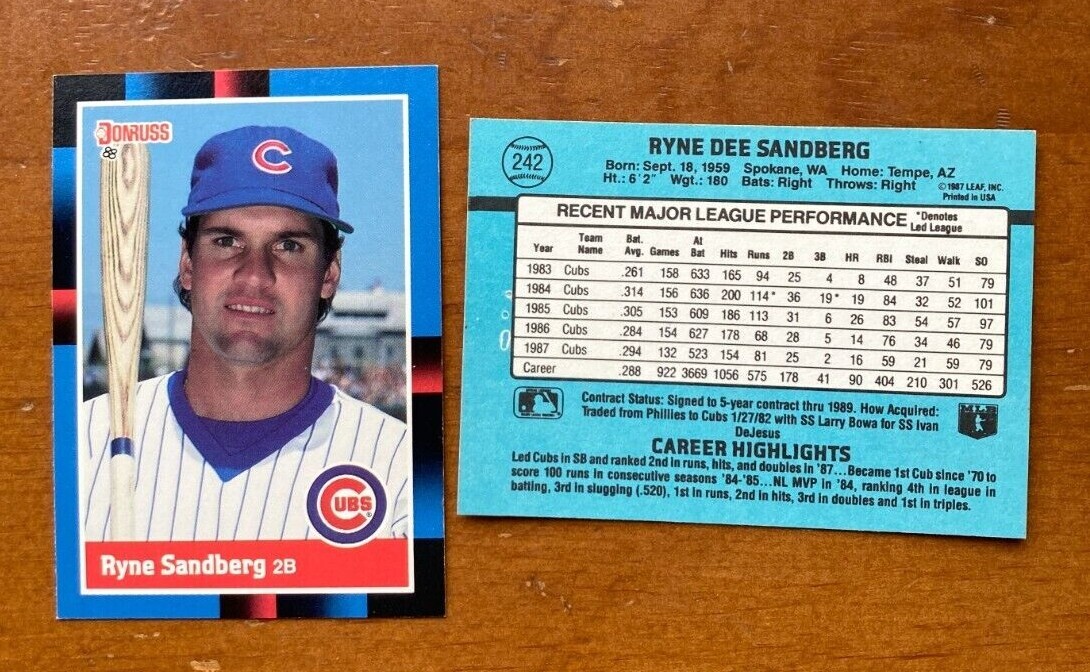 DONRUSS
88
C
CUBS®
Ryne Sandberg 2B
242
RYNE DEE SANDBERG
Born: Sept. 18, 1959 Spokane, WA Home: Tempe, AZ
Ht.: 6'2" Wgt.: 180 Bats: Right Throws: Right
©1987 LEAF, INC.
Printed in USA
RECENT MAJOR LEAGUE PERFORMANCE *Denotes
Led League
Year Team Name Bat. Avg. Games At Bat Hits Runs 2B 3B HR RBI Steal Walk SO
1983 Cubs .261 158 633 165 94 25 4 8 48 37 51 79
1984 Cubs .314 156 636 200 114* 36 19* 19 84 32 52 101
1985 Cubs .305 153 609 186 113 31 6 26 83 54 57 97
1986 Cubs .284 154 627 178 68 28 5 14 76 34 46 79
1987 Cubs .294 132 523 154 81 25 2 16 59 21 59 79
Career .288 922 3669 1056 575 178 41 90 404 210 301 526
Contract Status: Signed to 5-year contract thru 1989. How Acquired:
Traded from Phillies to Cubs 1/27/82 with SS Larry Bowa for SS Ivan
DeJesus
CAREER HIGHLIGHTS
Led Cubs in SB and ranked 2nd in runs, hits, and doubles in '87...Became 1st Cub since '70 to
score 100 runs in consecutive seasons '84-'85...NL MVP in '84, ranking 4th in league in
batting, 3rd in slugging (.520), 1st in runs, 2nd in hits, 3rd in doubles and 1st in triples.